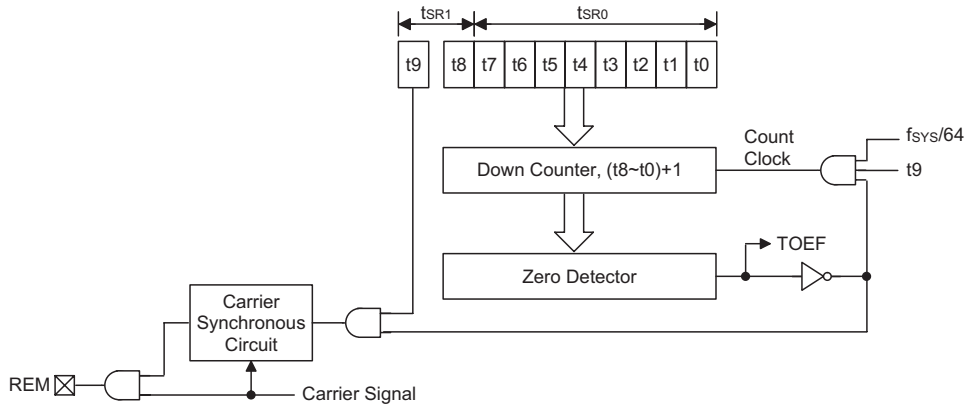 tSR1 tSR0
t9 t8 t7 t6 t5 t4 t3 t2 t1 t0
Count
Clock
fSYS/64
t9
Down Counter, (t8~t0)+1
TOEF
Zero Detector
Carrier
Synchronous
Circuit
REM
Carrier Signal